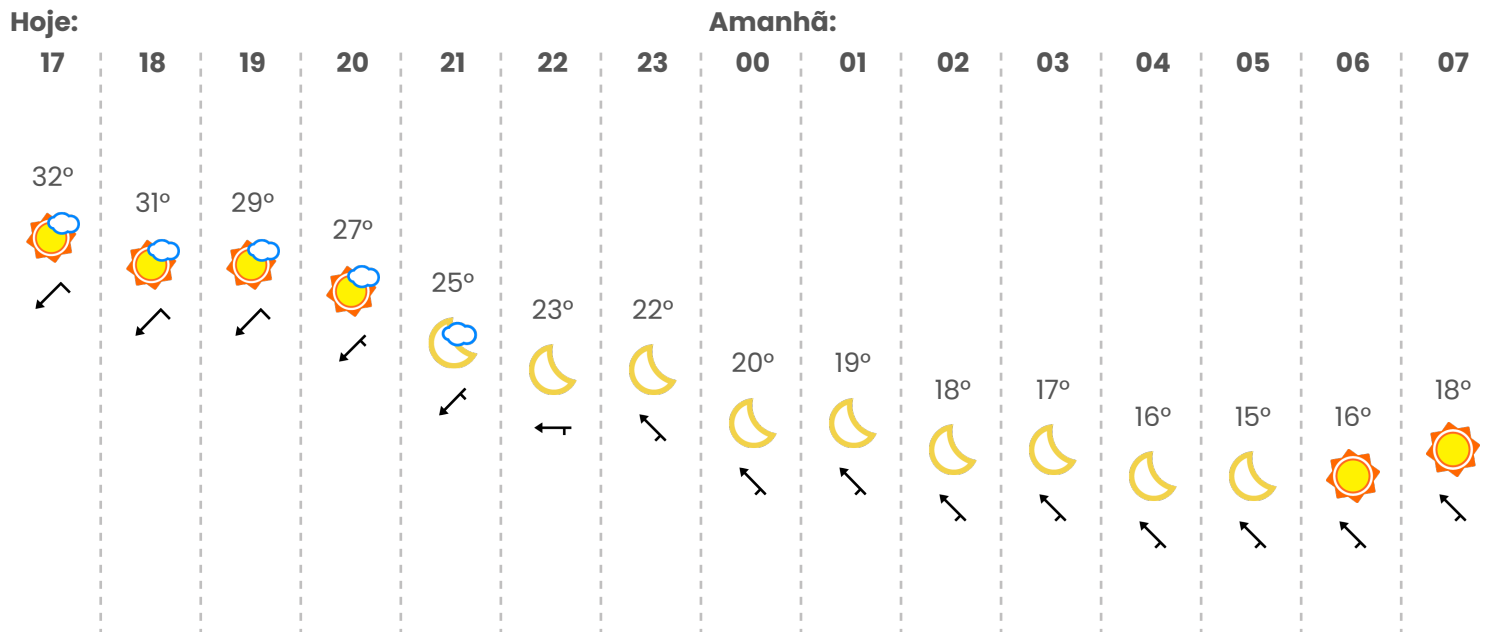 Hoje: Amanhã:
17 18 19 20 21 22 23 00 01 02 03 04 05 06 07
32º
31º 29º
27º
25º
23º 22º
20º 19º
18º 17º 18º
16º 15º 16º